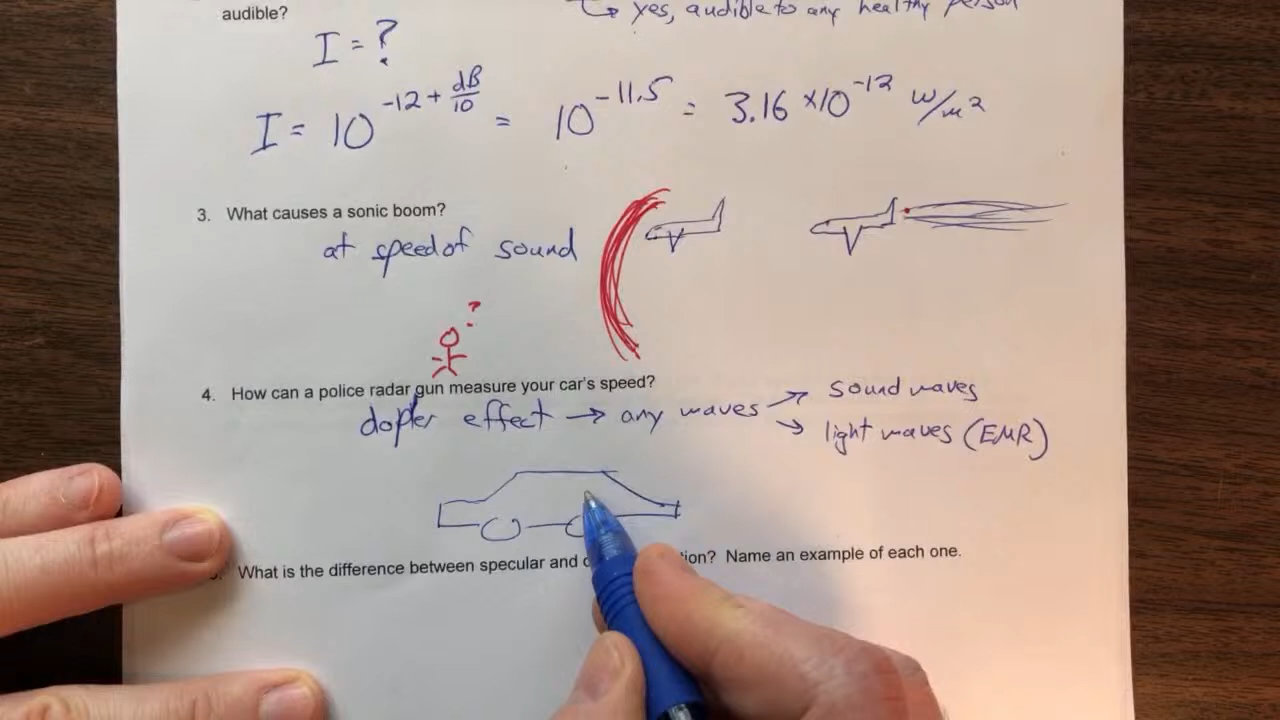 audible?
↳ yes, audible to any healthy person
I = ?
I = 10^(-12 + dB/10) = 10^(-11.5) = 3.16 × 10^(-12) W/m²
3. What causes a sonic boom?
at speed of sound
?
4. How can a police radar gun measure your car's speed?
dopler effect → any waves ↗ sound waves
↘ light waves (EMR)
What is the difference between specular and tion? Name an example of each one.